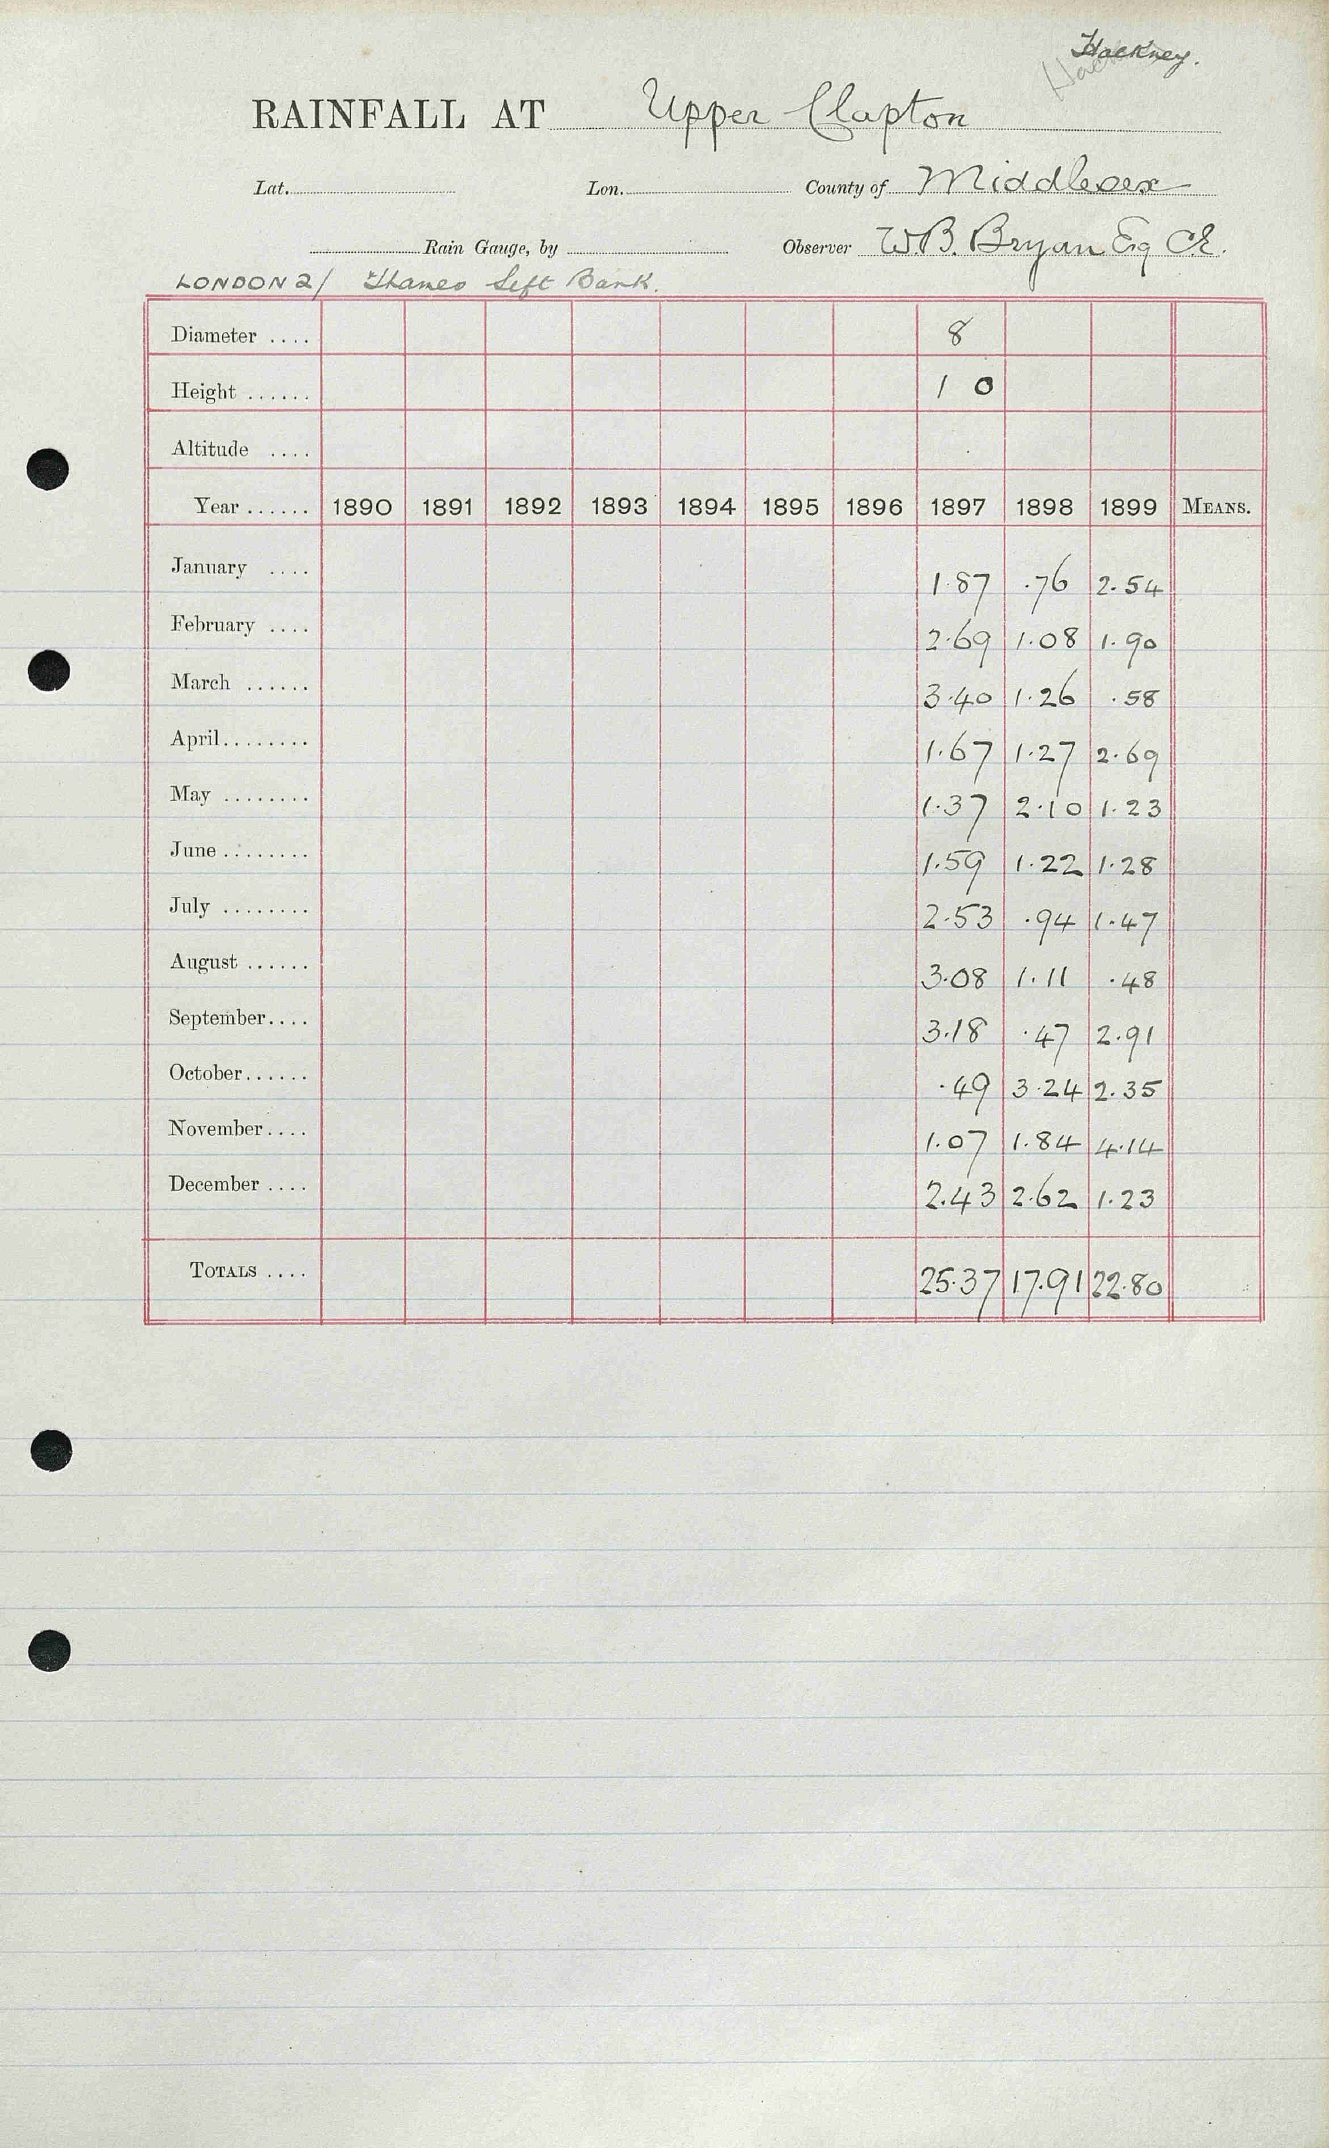 Hackney.
RAINFALL AT Upper Clapton
Lat. Lon. County of Middlesex
Rain Gauge, by Observer W.B. Bryan Esq C.E.
LONDON 2/ Thames Left Bank.
Diameter .... 8
Height ...... 1 0
Altitude ....
Year ...... 1890 1891 1892 1893 1894 1895 1896 1897 1898 1899 MEANS.
January .... 1.87 .76 2.54
February .... 2.69 1.08 1.90
March ...... 3.40 1.26 .58
April........ 1.67 1.27 2.69
May ........ 1.37 2.10 1.23
June ........ 1.59 1.22 1.28
July ........ 2.53 .94 1.47
August ...... 3.08 1.11 .48
September.... 3.18 .47 2.91
October...... .49 3.24 2.35
November.... 1.07 1.84 4.14
December .... 2.43 2.62 1.23
TOTALS .... 25.37 17.91 22.80